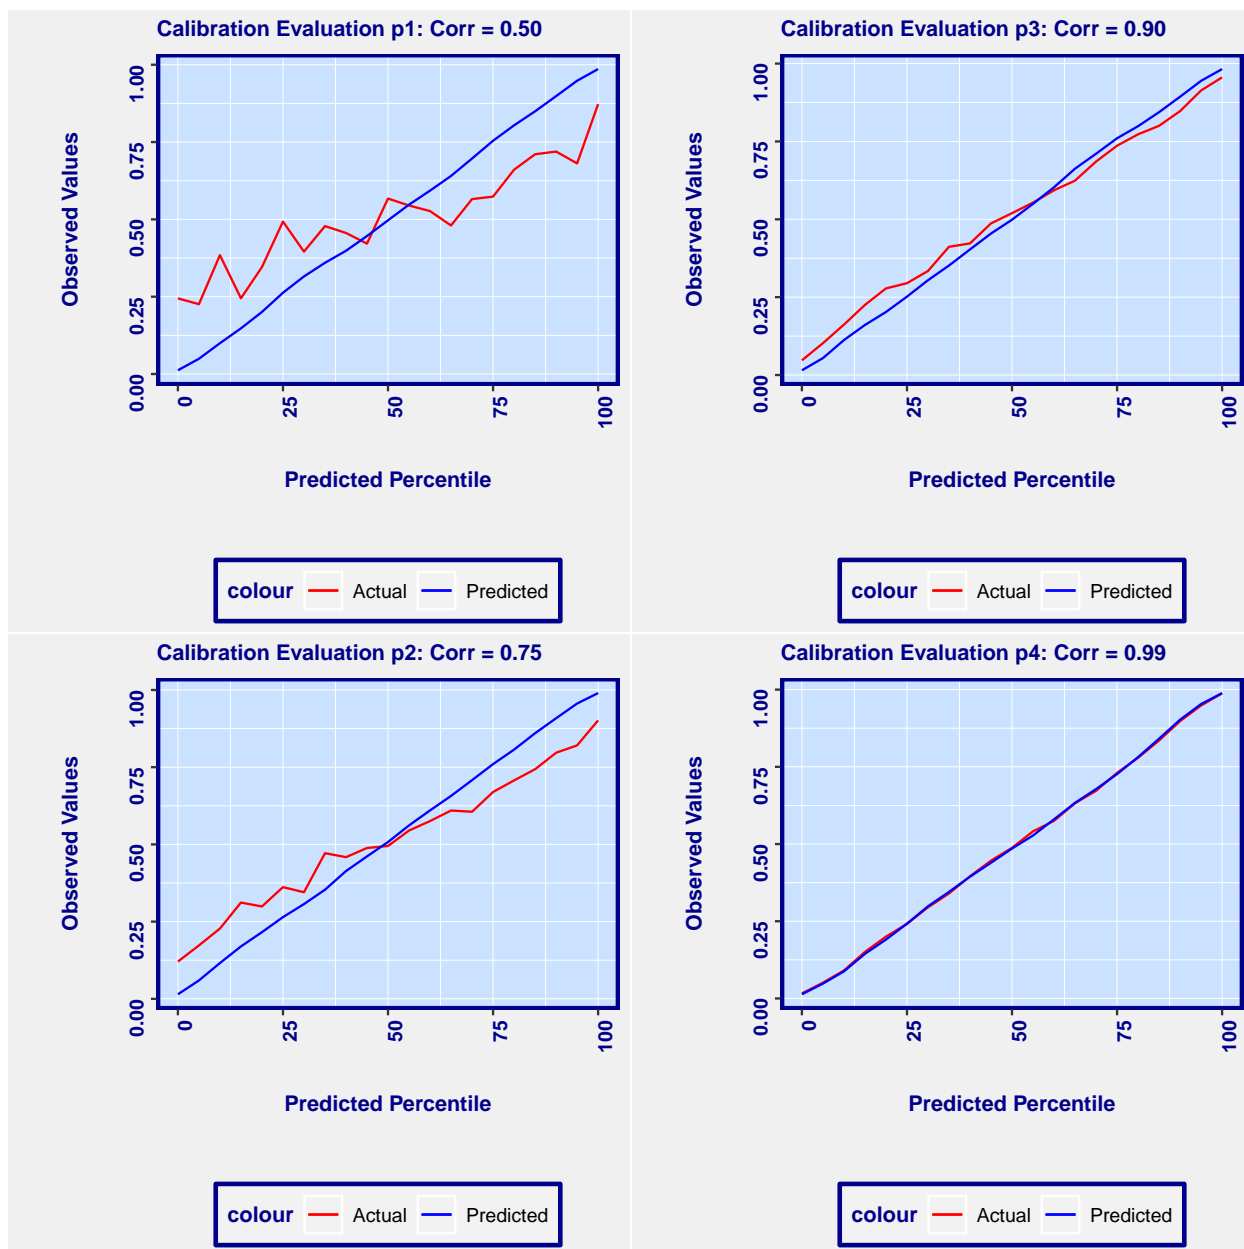 Calibration Evaluation p1: Corr = 0.50
Observed Values
1.00
0.75
0.50
0.25
0.00
0 25 50 75 100
Predicted Percentile
colour Actual Predicted
Calibration Evaluation p3: Corr = 0.90
Observed Values
1.00
0.75
0.50
0.25
0.00
0 25 50 75 100
Predicted Percentile
colour Actual Predicted
Calibration Evaluation p2: Corr = 0.75
Observed Values
1.00
0.75
0.50
0.25
0.00
0 25 50 75 100
Predicted Percentile
colour Actual Predicted
Calibration Evaluation p4: Corr = 0.99
Observed Values
1.00
0.75
0.50
0.25
0.00
0 25 50 75 100
Predicted Percentile
colour Actual Predicted